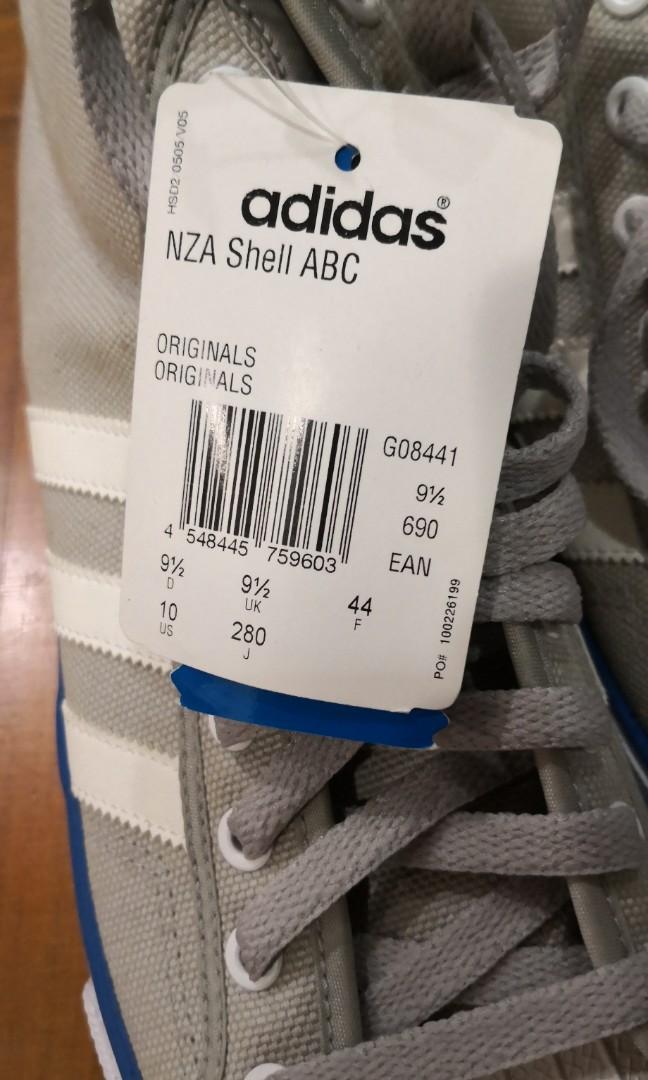 HSD2 0505 V05
adidas®
NZA Shell ABC
ORIGINALS
ORIGINALS
G08441
9½
690
EAN
4 548445 759603
9½ D
9½ UK
44 F
10 US
280 J
PO# 100226199